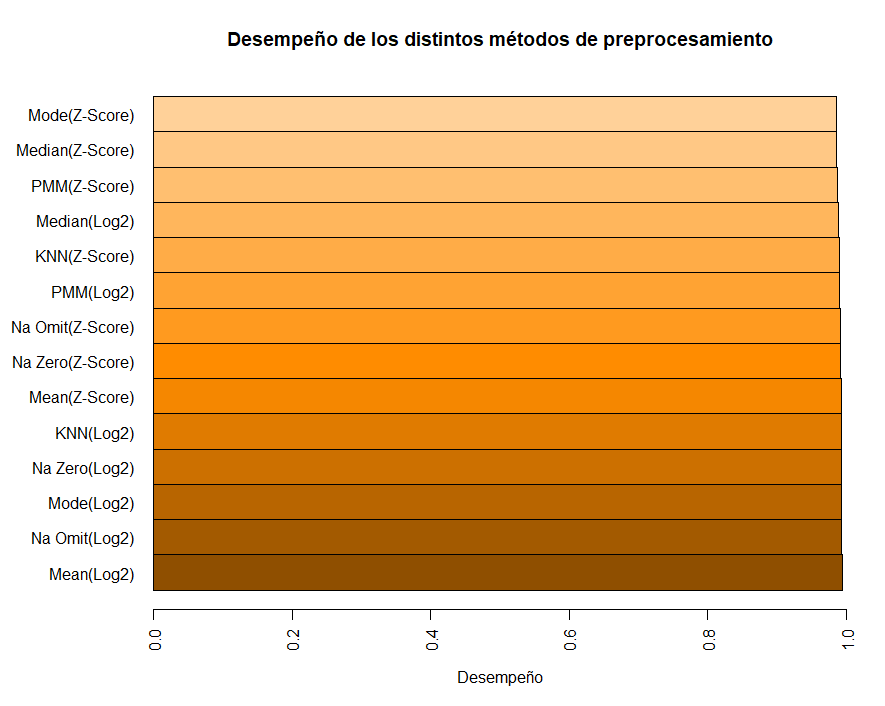 Desempeño de los distintos métodos de preprocesamiento
Mode(Z-Score)
Median(Z-Score)
PMM(Z-Score)
Median(Log2)
KNN(Z-Score)
PMM(Log2)
Na Omit(Z-Score)
Na Zero(Z-Score)
Mean(Z-Score)
KNN(Log2)
Na Zero(Log2)
Mode(Log2)
Na Omit(Log2)
Mean(Log2)
0.0 0.2 0.4 0.6 0.8 1.0
Desempeño